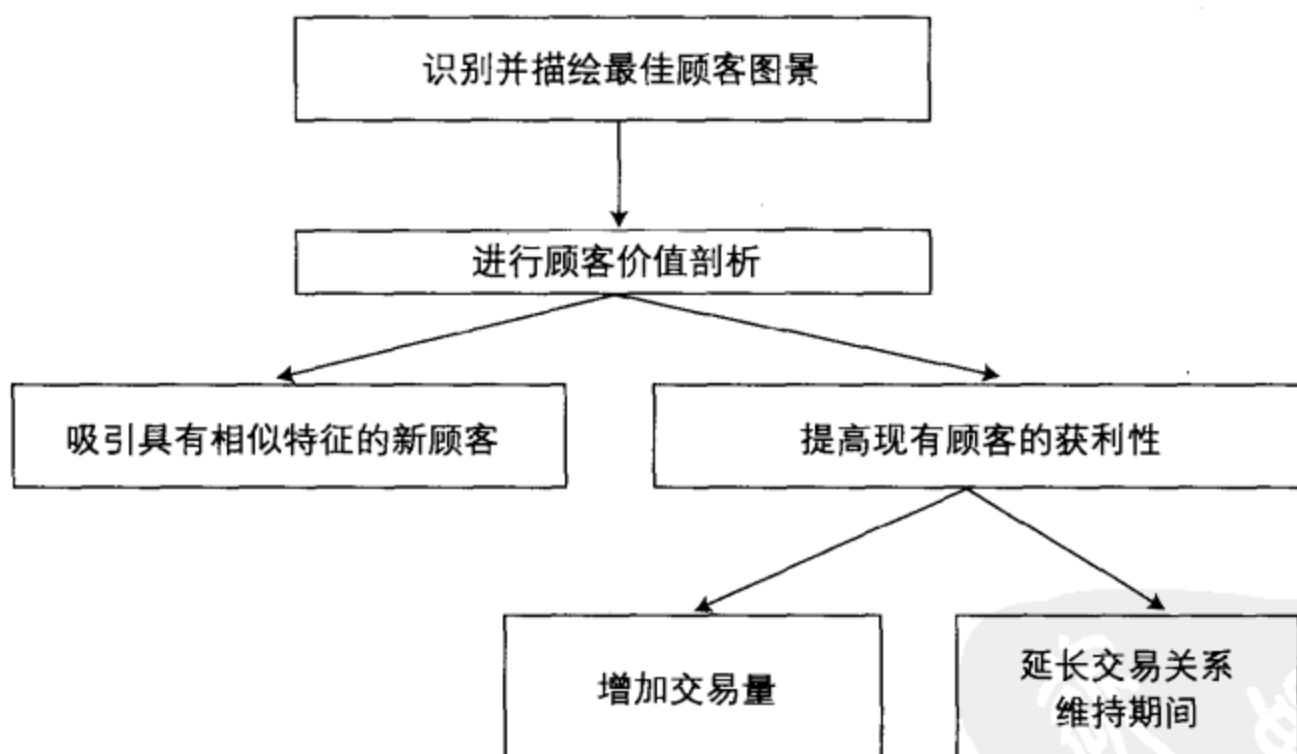 识别并描绘最佳顾客图景
进行顾客价值剖析
吸引具有相似特征的新顾客
提高现有顾客的获利性
增加交易量
延长交易关系
维持期间